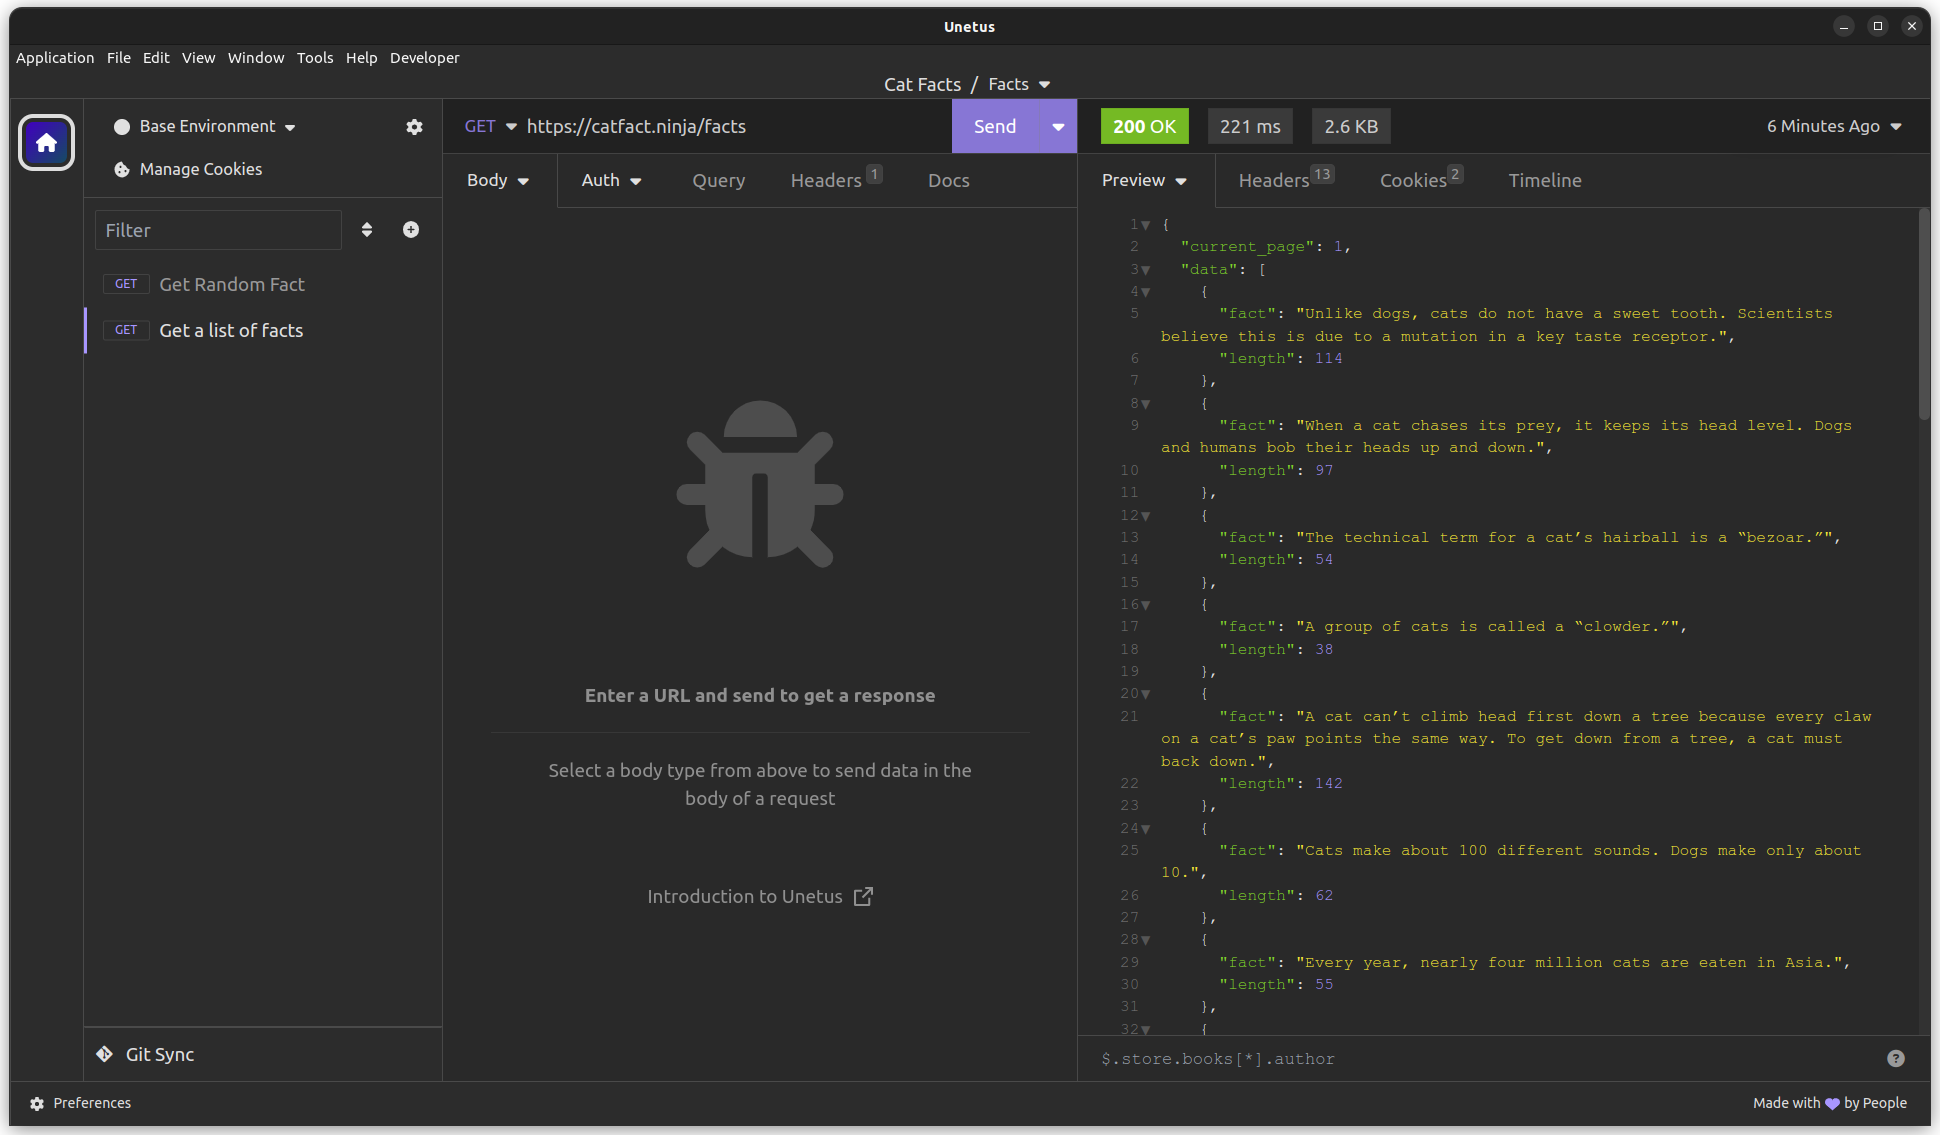 Unetus
Application File Edit View Window Tools Help Developer
Cat Facts / Facts
Base Environment
Manage Cookies
Filter
GET Get Random Fact
GET Get a list of facts
Git Sync
GET https://catfact.ninja/facts Send
Body Auth Query Headers 1 Docs
Enter a URL and send to get a response
Select a body type from above to send data in the
body of a request
Introduction to Unetus
200 OK 221 ms 2.6 KB 6 Minutes Ago
Preview Headers 13 Cookies 2 Timeline
1 {
2 "current_page": 1,
3 "data": [
4 {
5 "fact": "Unlike dogs, cats do not have a sweet tooth. Scientists
believe this is due to a mutation in a key taste receptor.",
6 "length": 114
7 },
8 {
9 "fact": "When a cat chases its prey, it keeps its head level. Dogs
and humans bob their heads up and down.",
10 "length": 97
11 },
12 {
13 "fact": "The technical term for a cat’s hairball is a “bezoar.”",
14 "length": 54
15 },
16 {
17 "fact": "A group of cats is called a “clowder.”",
18 "length": 38
19 },
20 {
21 "fact": "A cat can’t climb head first down a tree because every claw
on a cat’s paw points the same way. To get down from a tree, a cat must
back down.",
22 "length": 142
23 },
24 {
25 "fact": "Cats make about 100 different sounds. Dogs make only about
10.",
26 "length": 62
27 },
28 {
29 "fact": "Every year, nearly four million cats are eaten in Asia.",
30 "length": 55
31 },
32 {
$.store.books[*].author
Preferences
Made with by People